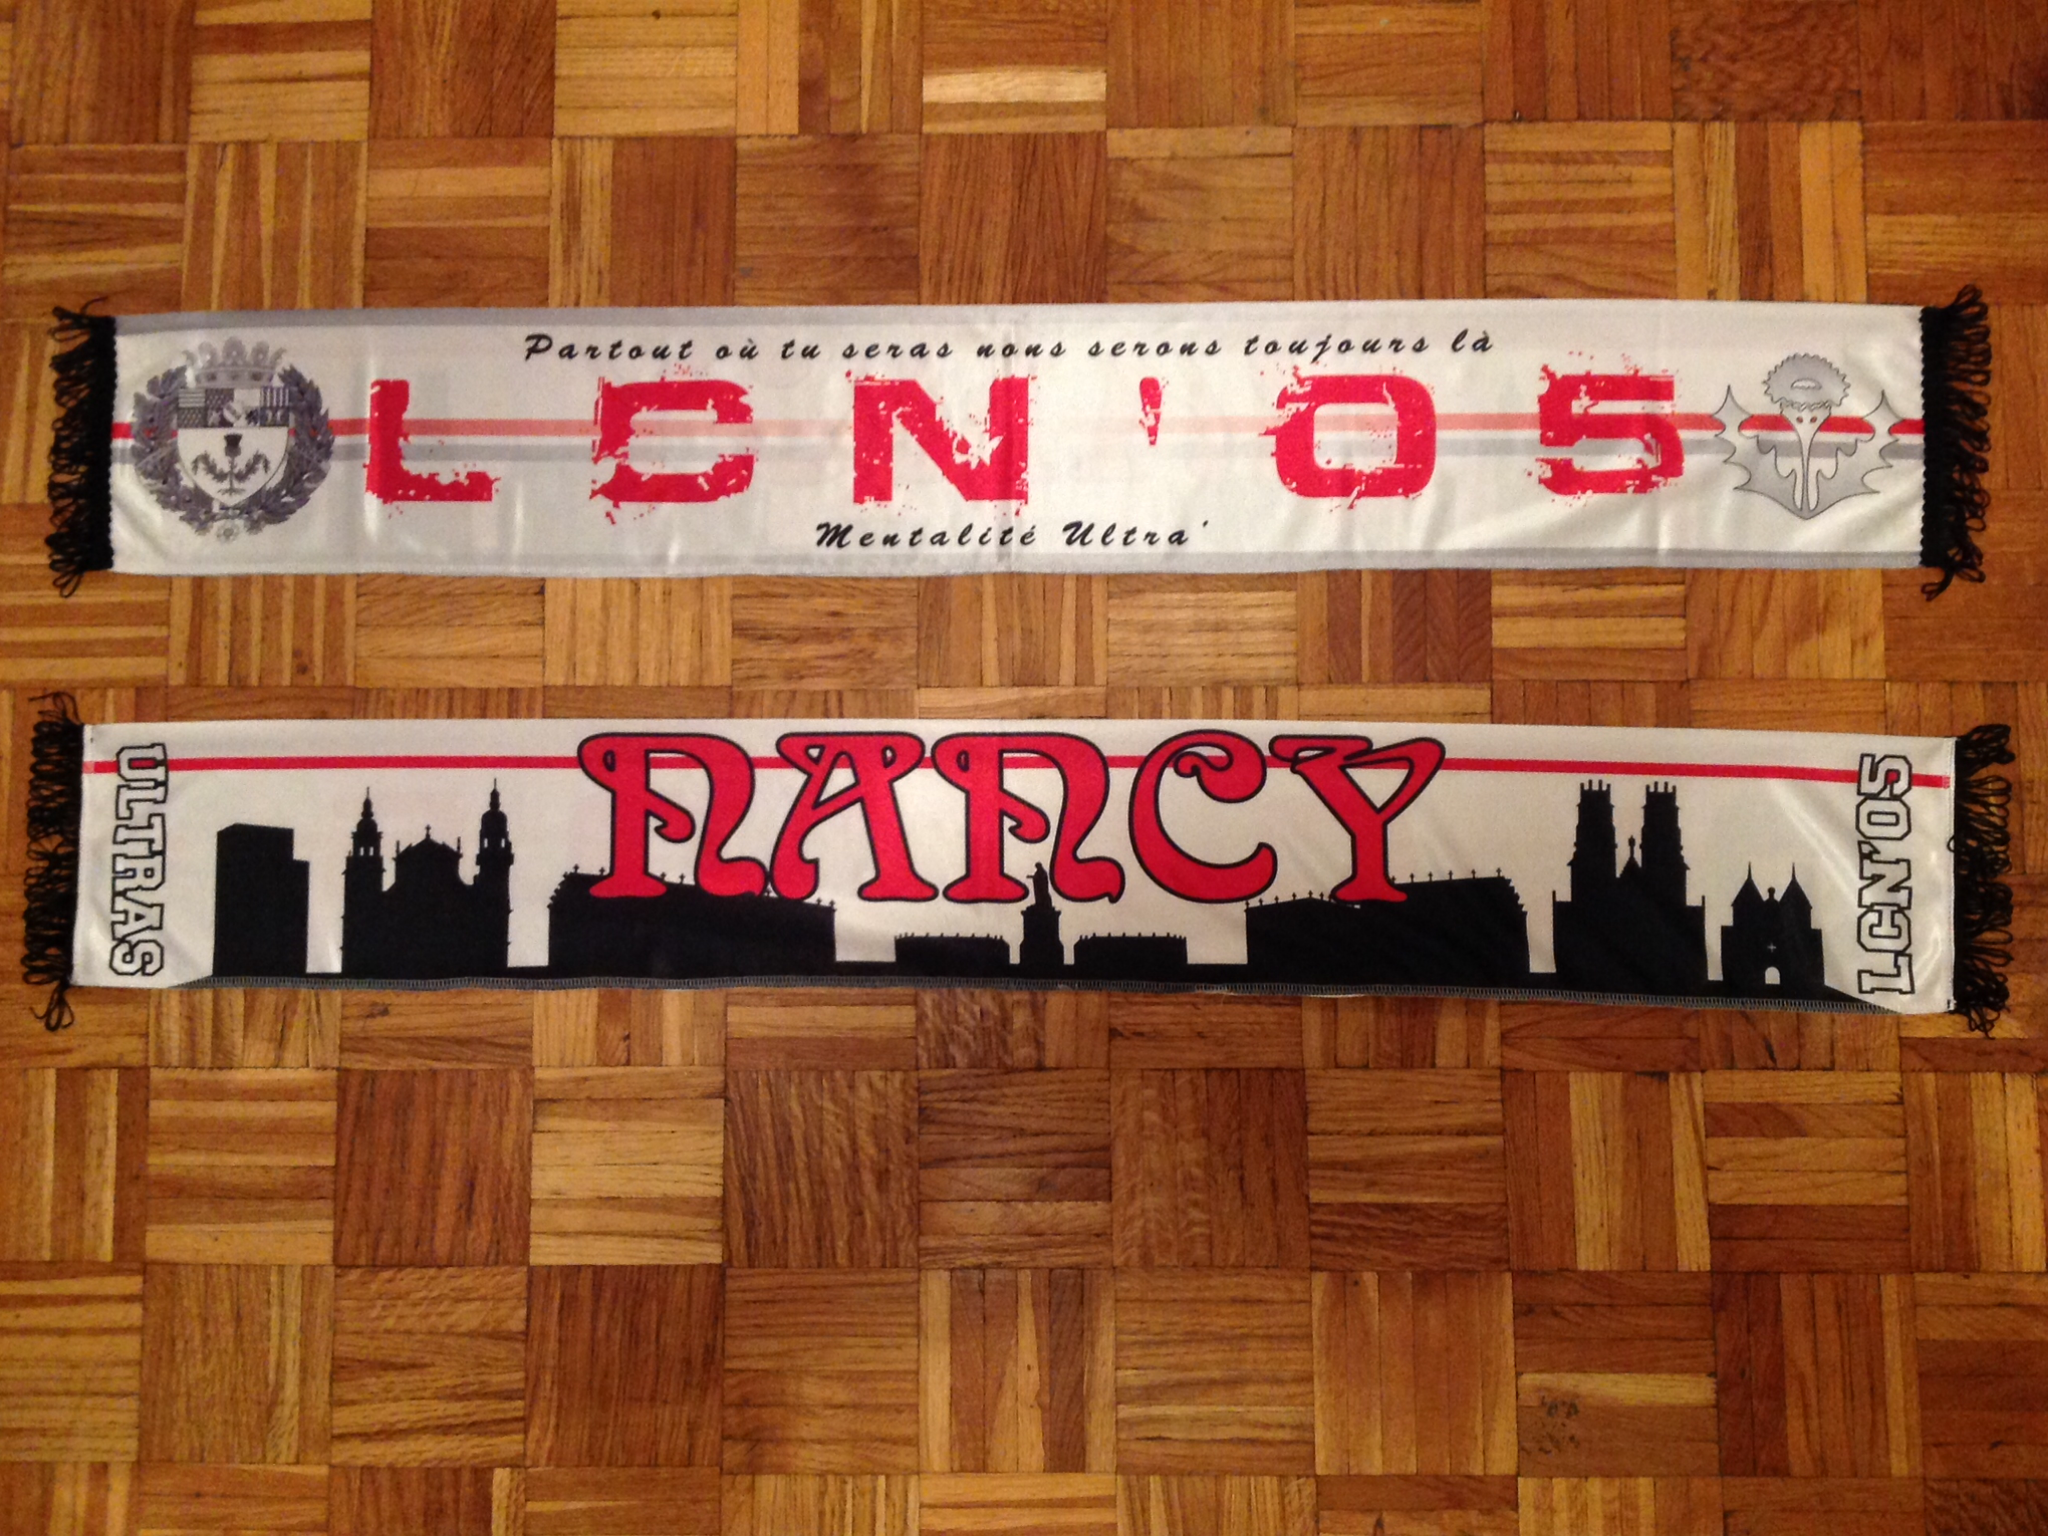 Partout où tu seras nous serons toujours là
LCN'05
Mentalité Ultra'
ULTRAS
NANCY
LCN'05